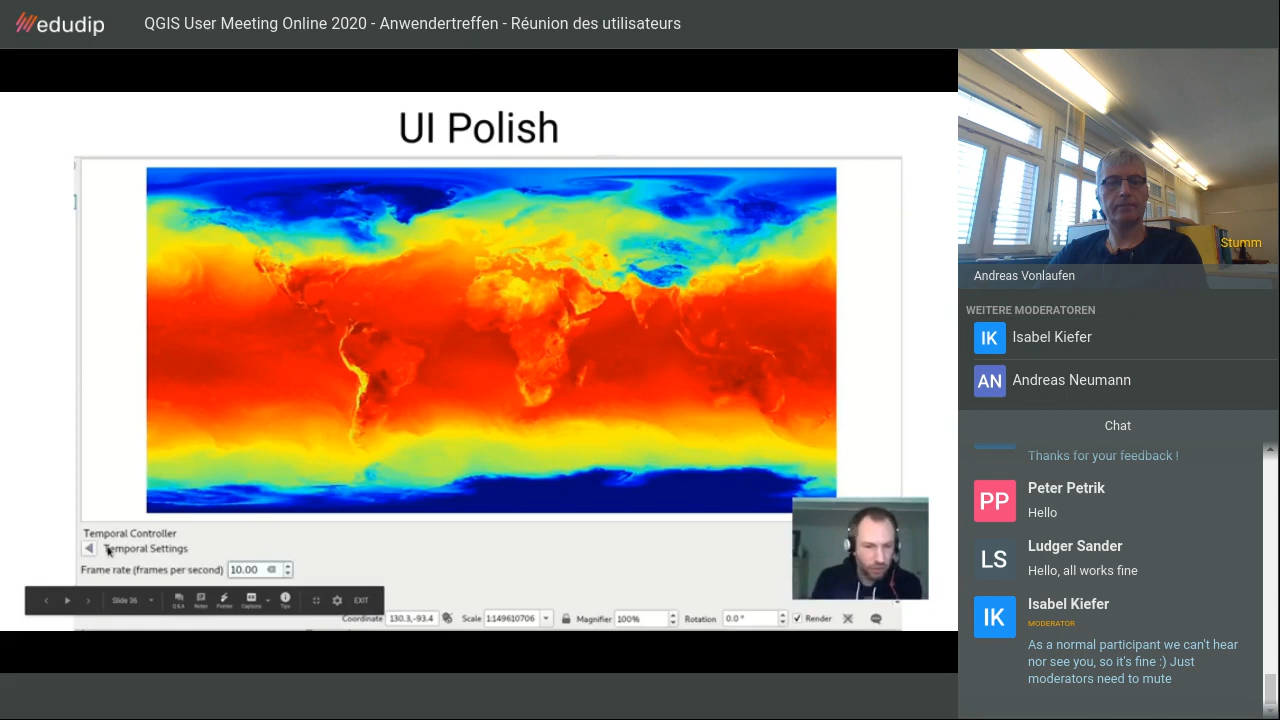 edudip
QGIS User Meeting Online 2020 - Anwendertreffen - Réunion des utilisateurs
UI Polish
Temporal Controller
Temporal Settings
Frame rate (frames per second) 10.00
Slide 36
Q&A Notes Pointer Captions Tips
EXIT
Coordinate 130.3,-93.4 Scale 1:149610706 Magnifier 100% Rotation 0.0 ° Render
Stumm
Andreas Vonlaufen
WEITERE MODERATOREN
IK Isabel Kiefer
AN Andreas Neumann
Chat
Thanks for your feedback !
PP Peter Petrik
Hello
LS Ludger Sander
Hello, all works fine
IK Isabel Kiefer
MODERATOR
As a normal participant we can't hear
nor see you, so it's fine :) Just
moderators need to mute